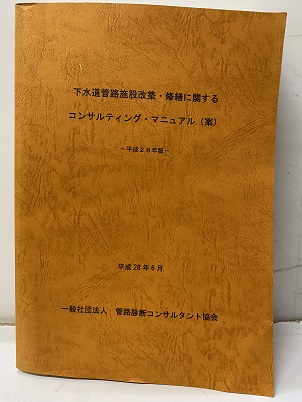 下水道管路施設改築・修繕に関する
コンサルティング・マニュアル（案）
－平成２８年版－
平成 28 年 6 月
一般社団法人　管路診断コンサルタント協会